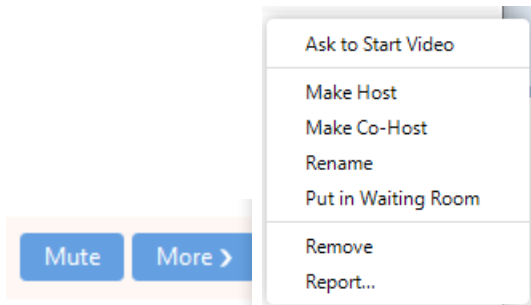 Ask to Start Video
Make Host
Make Co-Host
Rename
Put in Waiting Room
Remove
Report...
Mute
More ❯